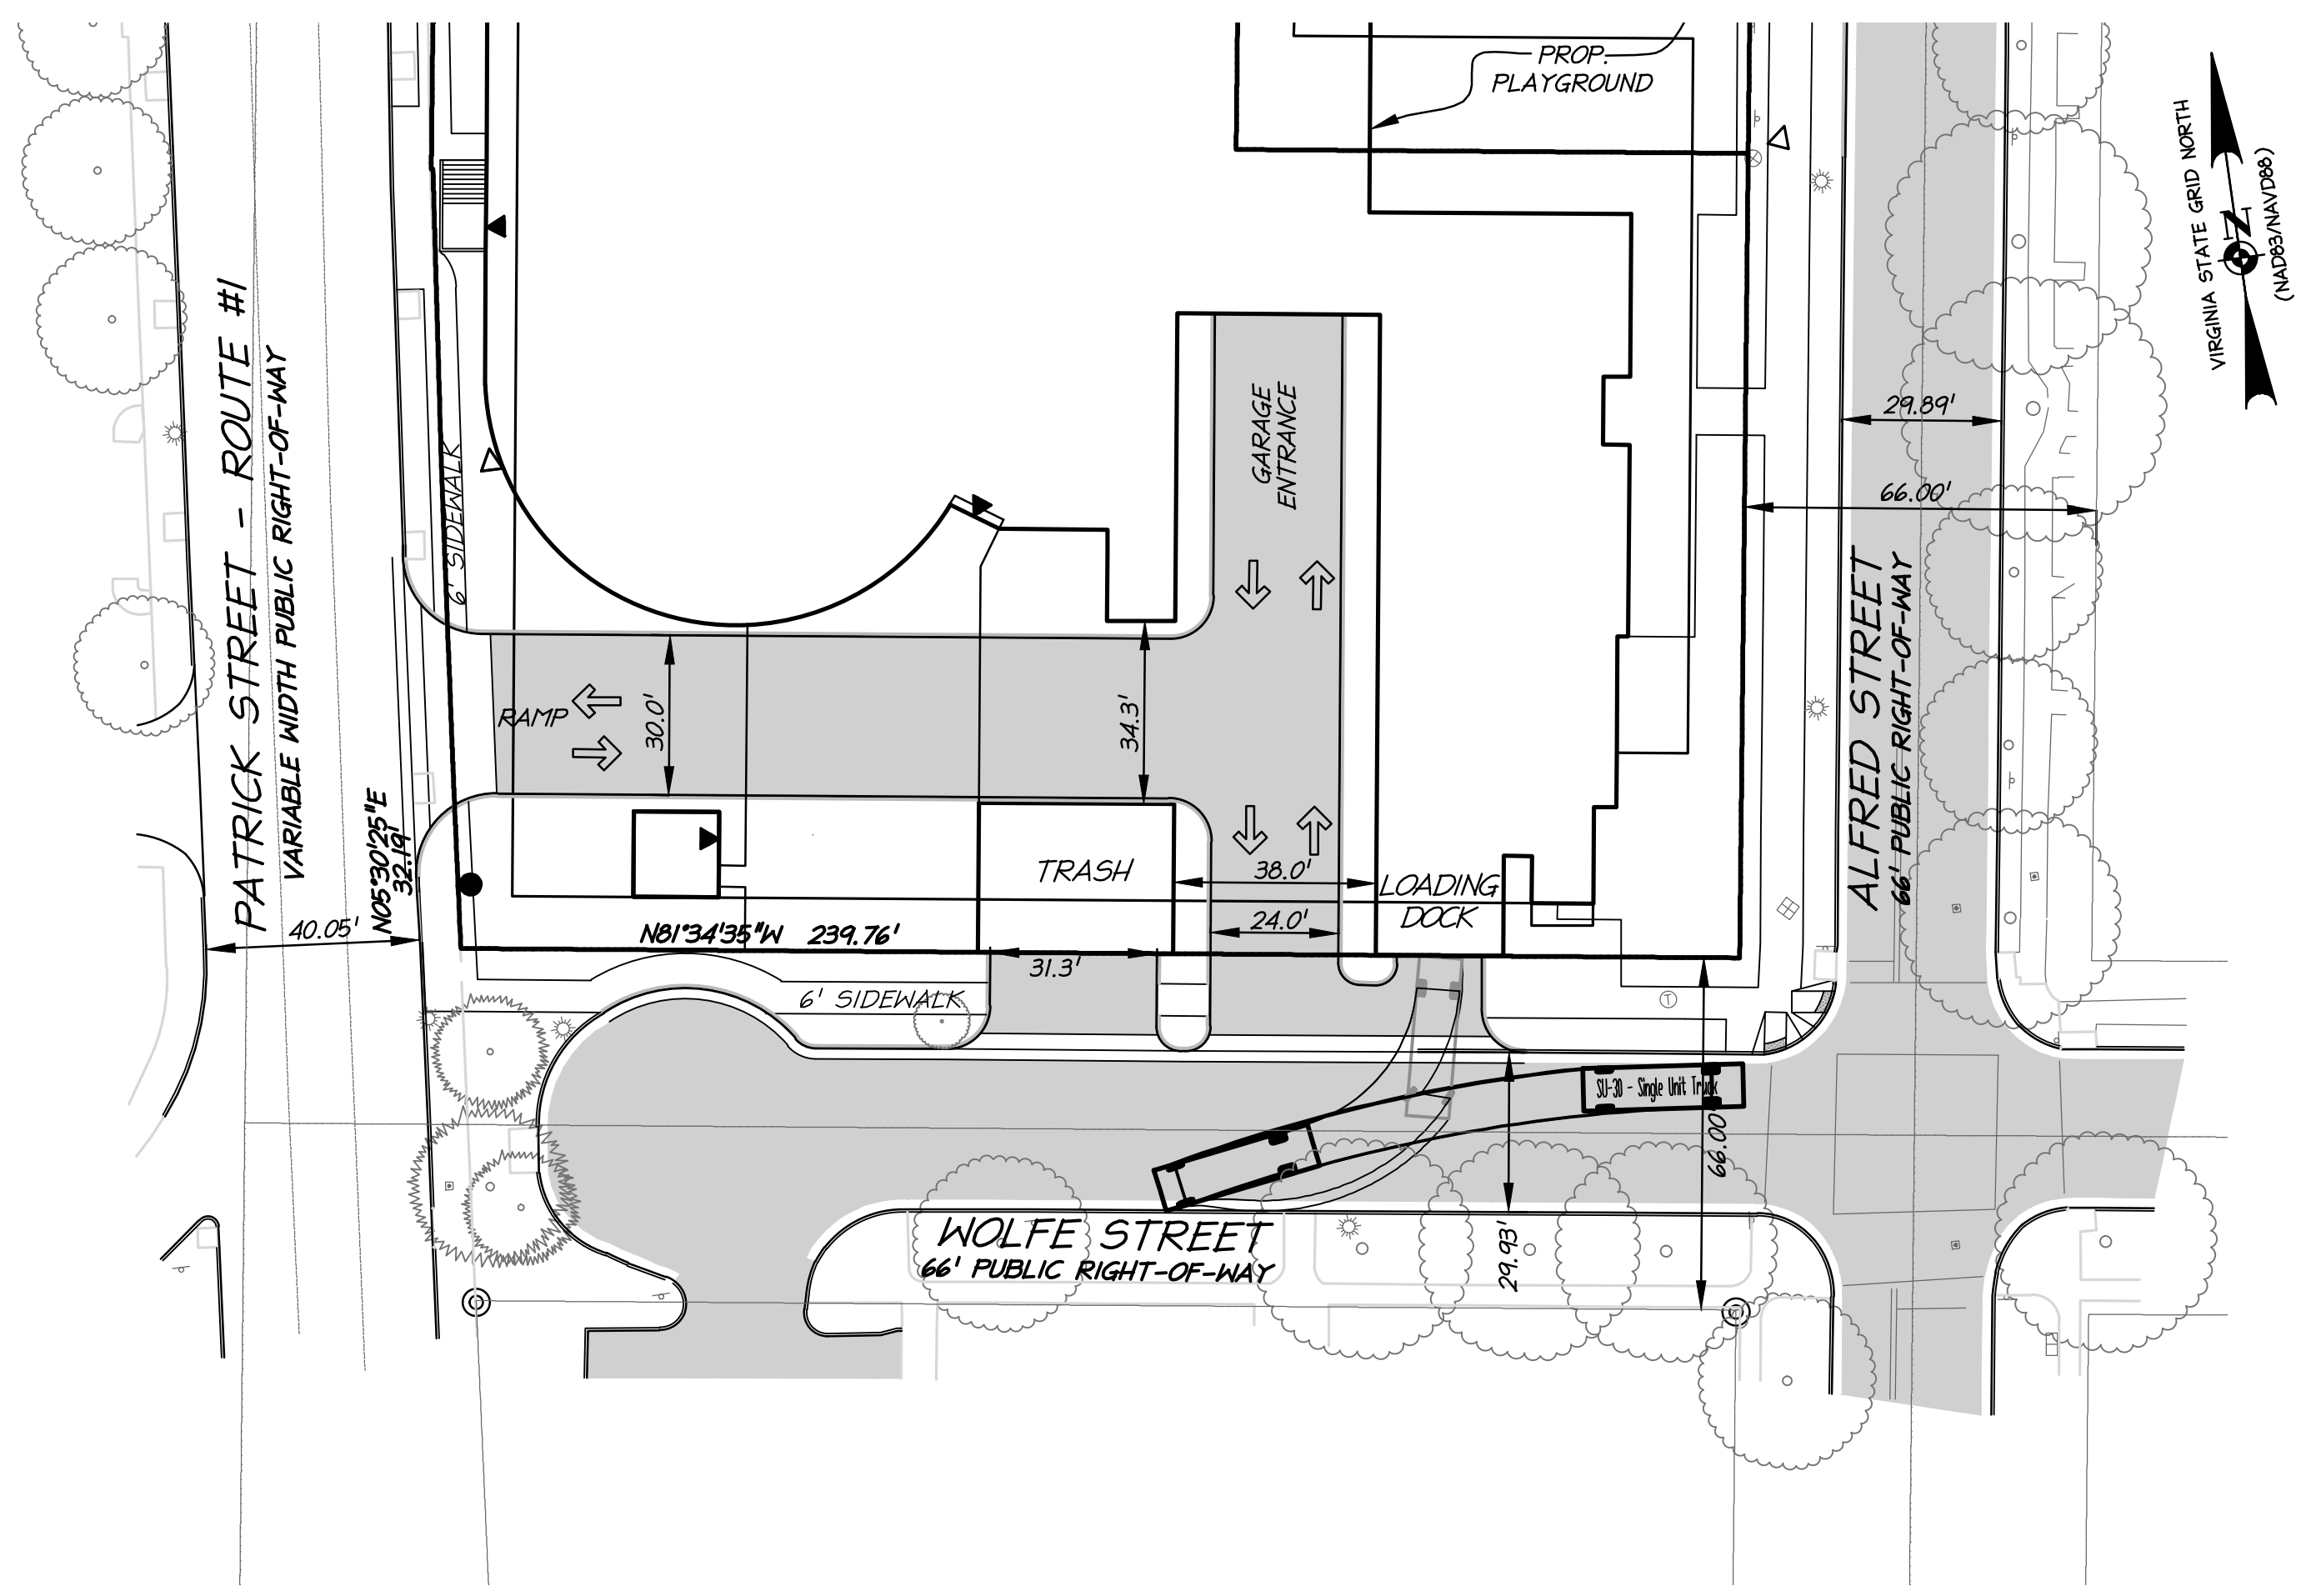 PROP.
PLAYGROUND
VIRGINIA STATE GRID NORTH
(NAD83/NAVD88)
N
PATRICK STREET - ROUTE #1
VARIABLE WIDTH PUBLIC RIGHT-OF-WAY
6' SIDEWALK
GARAGE
ENTRANCE
29.89'
66.00'
ALFRED STREET
66' PUBLIC RIGHT-OF-WAY
RAMP
30.0'
34.3'
N05°30'25"E
32.19'
40.05'
TRASH
38.0'
LOADING
DOCK
24.0'
N81°34'35"W 239.76'
31.3'
6' SIDEWALK
T
SU-30 - Single Unit Truck
66.00'
29.93'
WOLFE STREET
66' PUBLIC RIGHT-OF-WAY